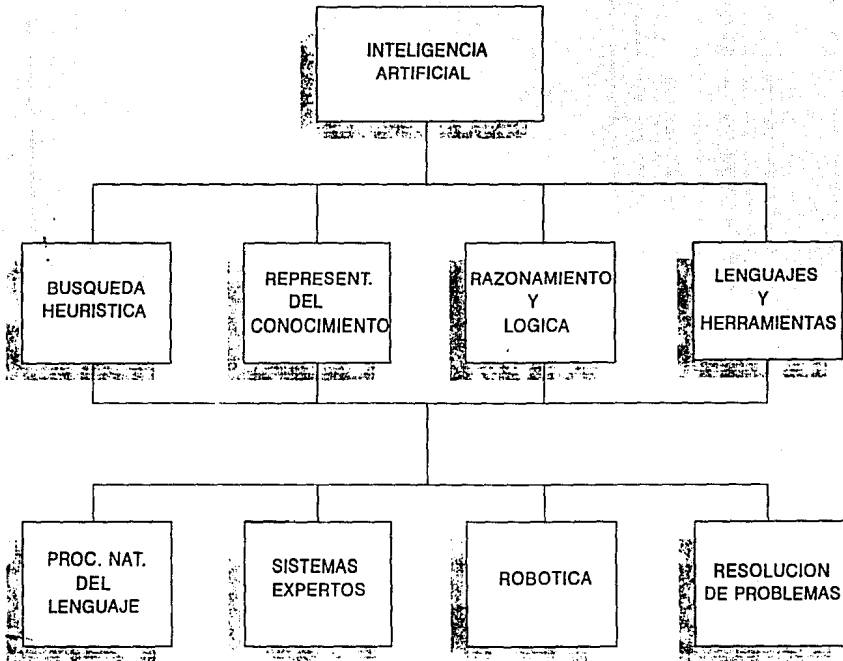 INTELIGENCIA
ARTIFICIAL
BUSQUEDA
HEURISTICA
REPRESENT.
DEL
CONOCIMIENTO
RAZONAMIENTO
Y
LOGICA
LENGUAJES
Y
HERRAMIENTAS
PROC. NAT.
DEL
LENGUAJE
SISTEMAS
EXPERTOS
ROBOTICA
RESOLUCION
DE PROBLEMAS